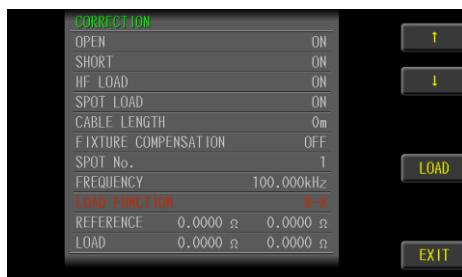 CORRECTION
OPEN ON
SHORT ON
HF LOAD ON
SPOT LOAD ON
CABLE LENGTH 0m
FIXTURE COMPENSATION OFF
SPOT No. 1
FREQUENCY 100.000kHz
LOAD FUNCTION R-X
REFERENCE 0.0000 Ω 0.0000 Ω
LOAD 0.0000 Ω 0.0000 Ω
↑
↓
LOAD
EXIT